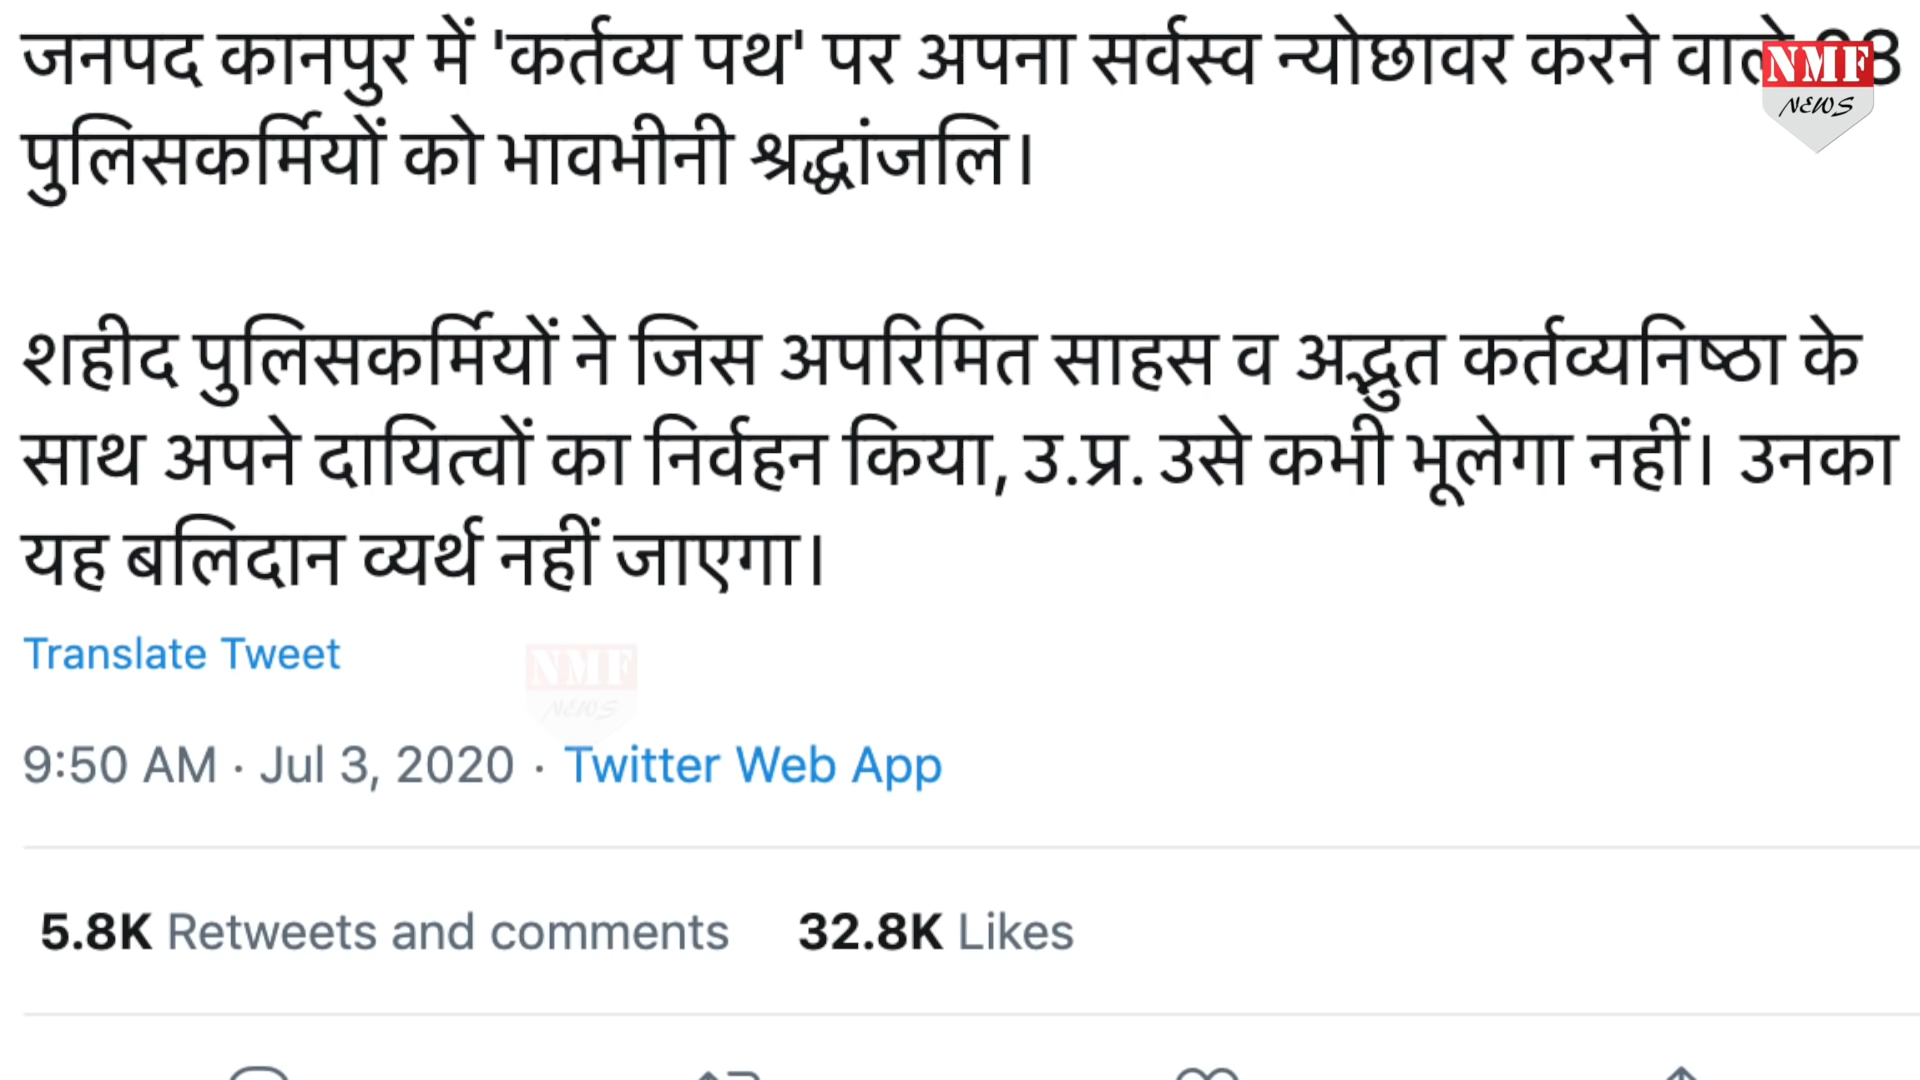 जनपद कानपुर में 'कर्तव्य पथ' पर अपना सर्वस्व न्योछावर करने वाले
पुलिसकर्मियों को भावभीनी श्रद्धांजलि।
शहीद पुलिसकर्मियों ने जिस अपरिमित साहस व अद्भुत कर्तव्यनिष्ठा के
साथ अपने दायित्वों का निर्वहन किया, उ.प्र. उसे कभी भूलेगा नहीं। उनका
यह बलिदान व्यर्थ नहीं जाएगा।
Translate Tweet
9:50 AM · Jul 3, 2020 · Twitter Web App
5.8K Retweets and comments 32.8K Likes
NMF
NEWS
NMF
NEWS